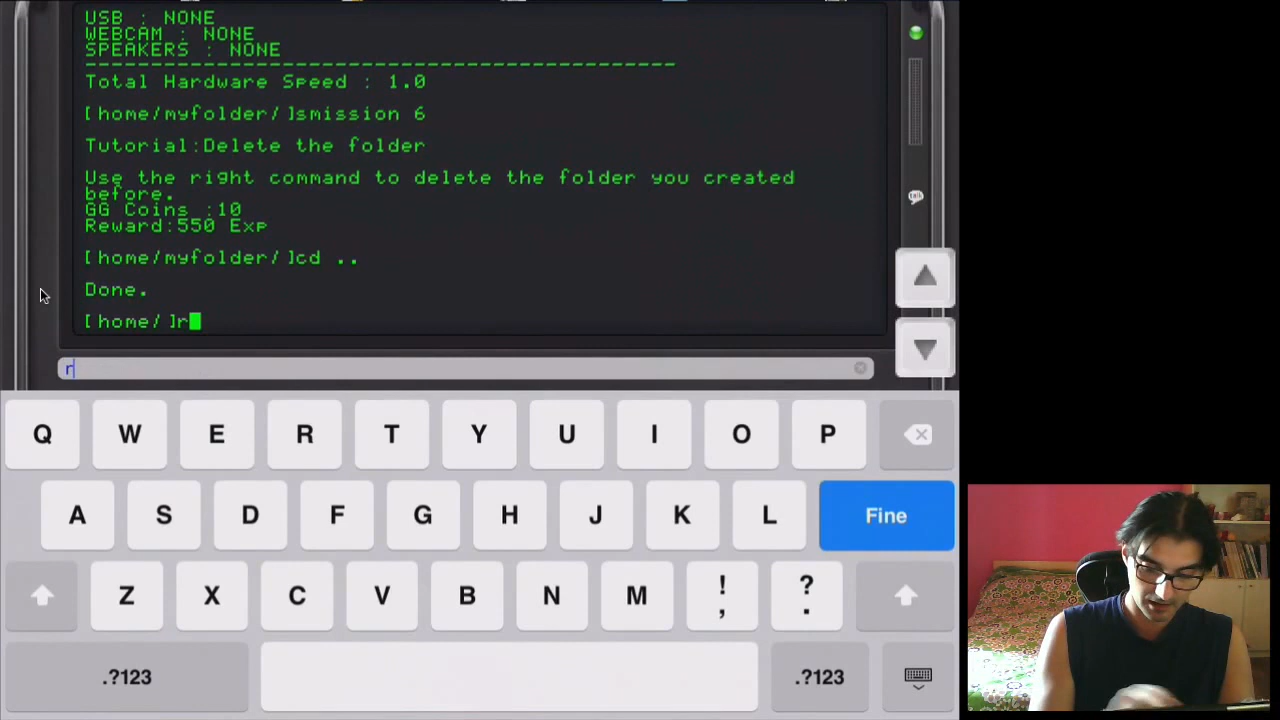 USB : NONE
WEBCAM : NONE
SPEAKERS : NONE
---------------------------------------------
Total Hardware Speed : 1.0
[home/myfolder/]smission 6
Tutorial:Delete the folder
Use the right command to delete the folder you created
before.
GG Coins :10
Reward:550 Exp
[home/myfolder/]cd ..
Done.
[home/]r
r
Q W E R T Y U I O P
A S D F G H J K L Fine
Z X C V B N M ! , ? .
.?123 .?123